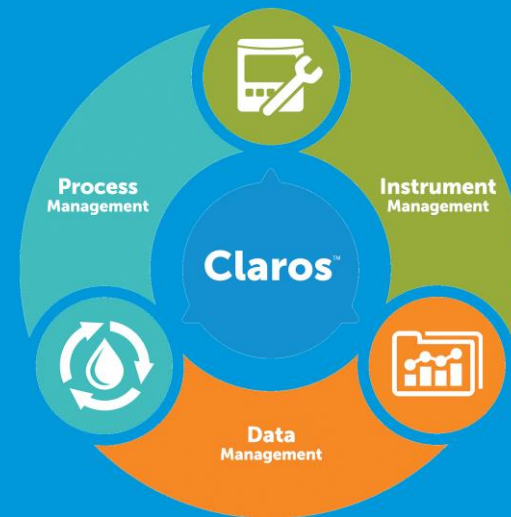 Process
Management
Instrument
Management
Claros™
Data
Management